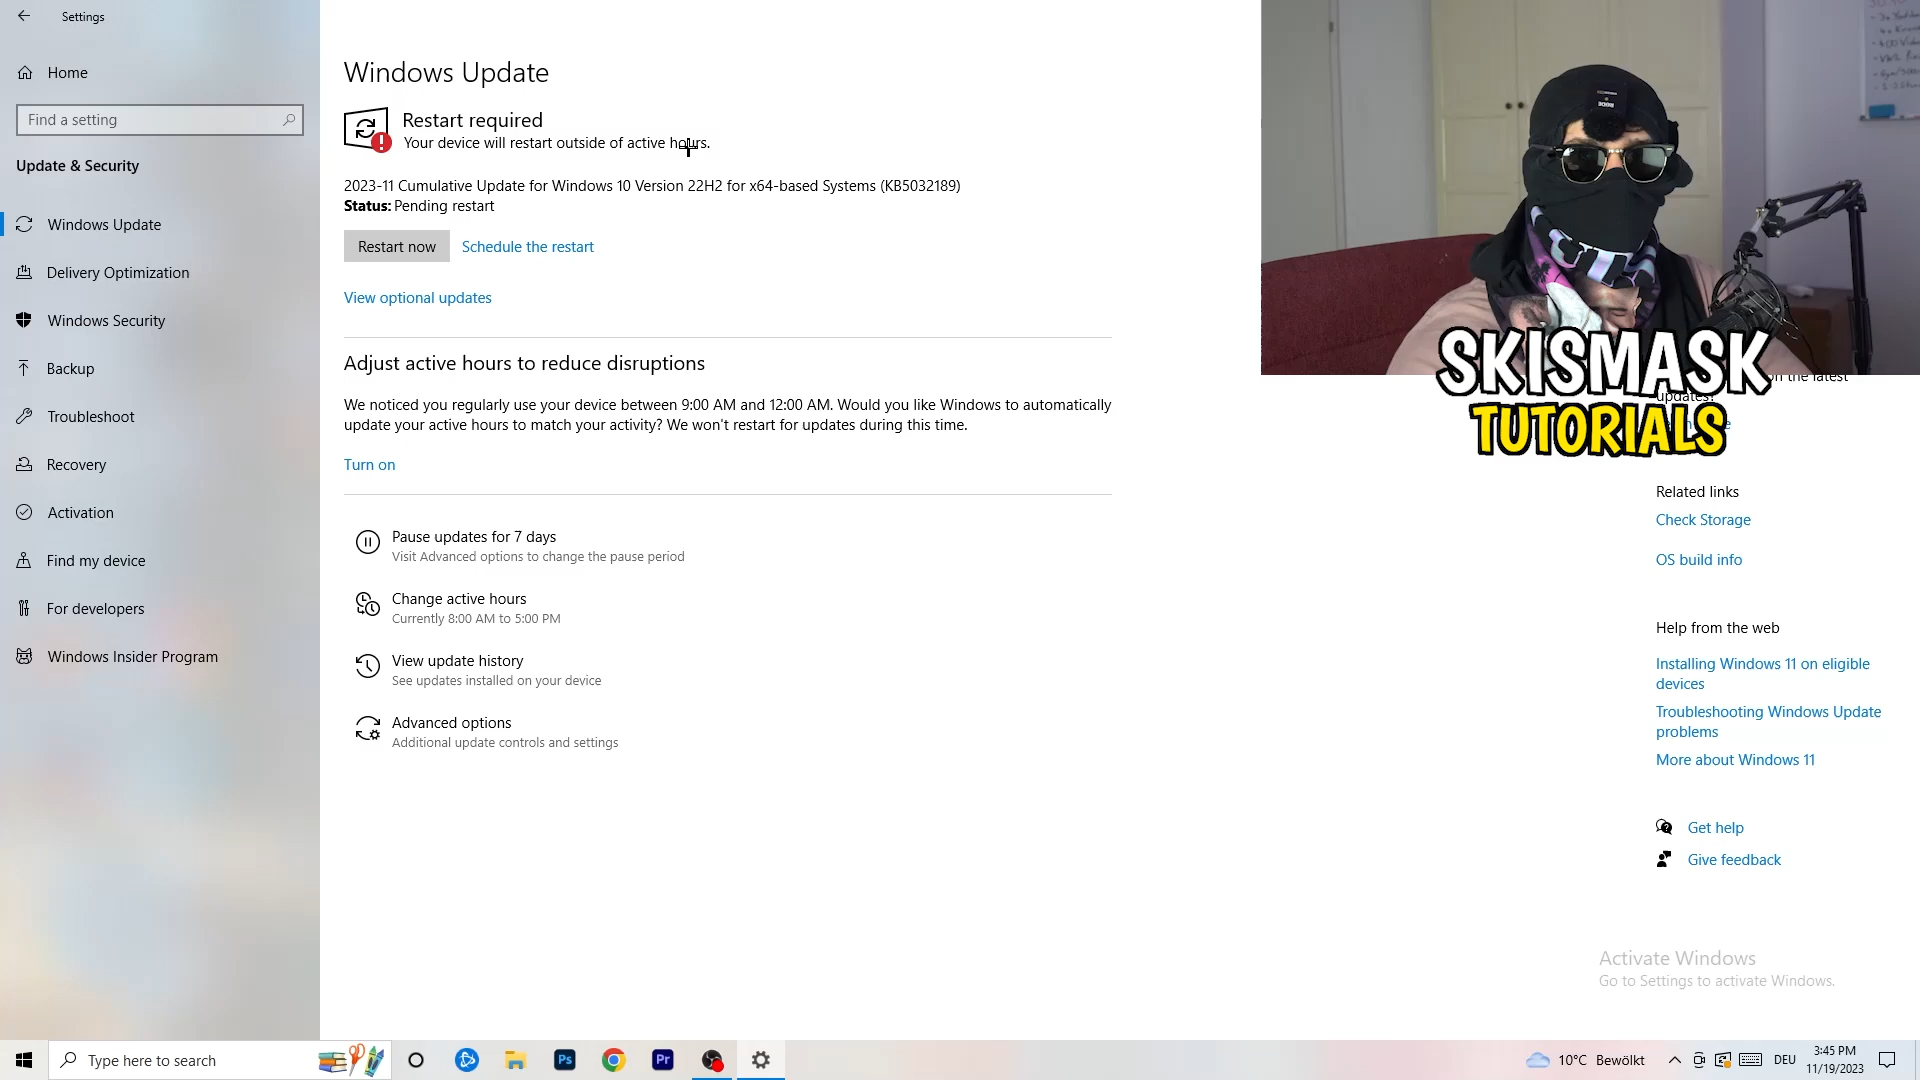 Settings
Home
Find a setting
Update & Security
Windows Update
Delivery Optimization
Windows Security
Backup
Troubleshoot
Recovery
Activation
Find my device
For developers
Windows Insider Program
Windows Update
Restart required
Your device will restart outside of active hours.
2023-11 Cumulative Update for Windows 10 Version 22H2 for x64-based Systems (KB5032189)
Status: Pending restart
Restart now
Schedule the restart
View optional updates
Adjust active hours to reduce disruptions
We noticed you regularly use your device between 9:00 AM and 12:00 AM. Would you like Windows to automatically
update your active hours to match your activity? We won't restart for updates during this time.
Turn on
Pause updates for 7 days
Visit Advanced options to change the pause period
Change active hours
Currently 8:00 AM to 5:00 PM
View update history
See updates installed on your device
Advanced options
Additional update controls and settings
SKISMASK
TUTORIALS
on the latest
updates?
Related links
Check Storage
OS build info
Help from the web
Installing Windows 11 on eligible
devices
Troubleshooting Windows Update
problems
More about Windows 11
Get help
Give feedback
Activate Windows
Go to Settings to activate Windows.
Type here to search
Ps
Pr
10°C Bewölkt
DEU
3:45 PM
11/19/2023